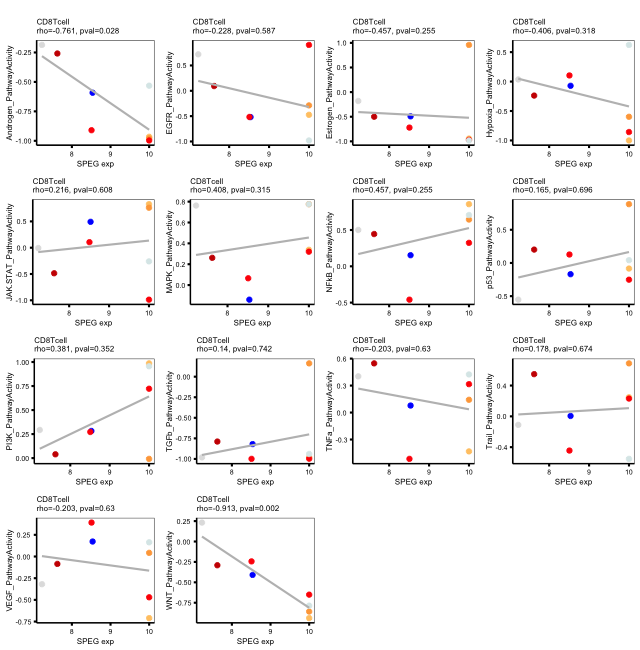 CD8Tcell
rho=-0.761, pval=0.028
Androgen_PathwayActivity
-0.25
-0.50
-0.75
-1.00
8
9
10
SPEG exp
CD8Tcell
rho=-0.228, pval=0.587
EGFR_PathwayActivity
1.0
0.5
0.0
-0.5
-1.0
8
9
10
SPEG exp
CD8Tcell
rho=-0.457, pval=0.255
Estrogen_PathwayActivity
1.0
0.5
0.0
-0.5
-1.0
8
9
10
SPEG exp
CD8Tcell
rho=-0.406, pval=0.318
Hypoxia_PathwayActivity
0.5
0.0
-0.5
-1.0
8
9
10
SPEG exp
CD8Tcell
rho=0.216, pval=0.608
JAK-STAT_PathwayActivity
0.5
0.0
-0.5
-1.0
8
9
10
SPEG exp
CD8Tcell
rho=0.408, pval=0.315
MAPK_PathwayActivity
0.8
0.6
0.4
0.2
0.0
8
9
10
SPEG exp
CD8Tcell
rho=0.457, pval=0.255
NFkB_PathwayActivity
0.5
0.0
-0.5
8
9
10
SPEG exp
CD8Tcell
rho=0.165, pval=0.696
p53_PathwayActivity
0.5
0.0
-0.5
8
9
10
SPEG exp
CD8Tcell
rho=0.381, pval=0.352
PI3K_PathwayActivity
1.00
0.75
0.50
0.25
0.00
8
9
10
SPEG exp
CD8Tcell
rho=0.14, pval=0.742
TGFb_PathwayActivity
0.00
-0.25
-0.50
-0.75
-1.00
8
9
10
SPEG exp
CD8Tcell
rho=-0.203, pval=0.63
TNFa_PathwayActivity
0.6
0.3
0.0
-0.3
8
9
10
SPEG exp
CD8Tcell
rho=0.178, pval=0.674
Trail_PathwayActivity
0.4
0.0
-0.4
8
9
10
SPEG exp
CD8Tcell
rho=-0.203, pval=0.63
VEGF_PathwayActivity
0.25
0.00
-0.25
-0.50
-0.75
8
9
10
SPEG exp
CD8Tcell
rho=-0.913, pval=0.002
WNT_PathwayActivity
0.25
0.00
-0.25
-0.50
-0.75
8
9
10
SPEG exp